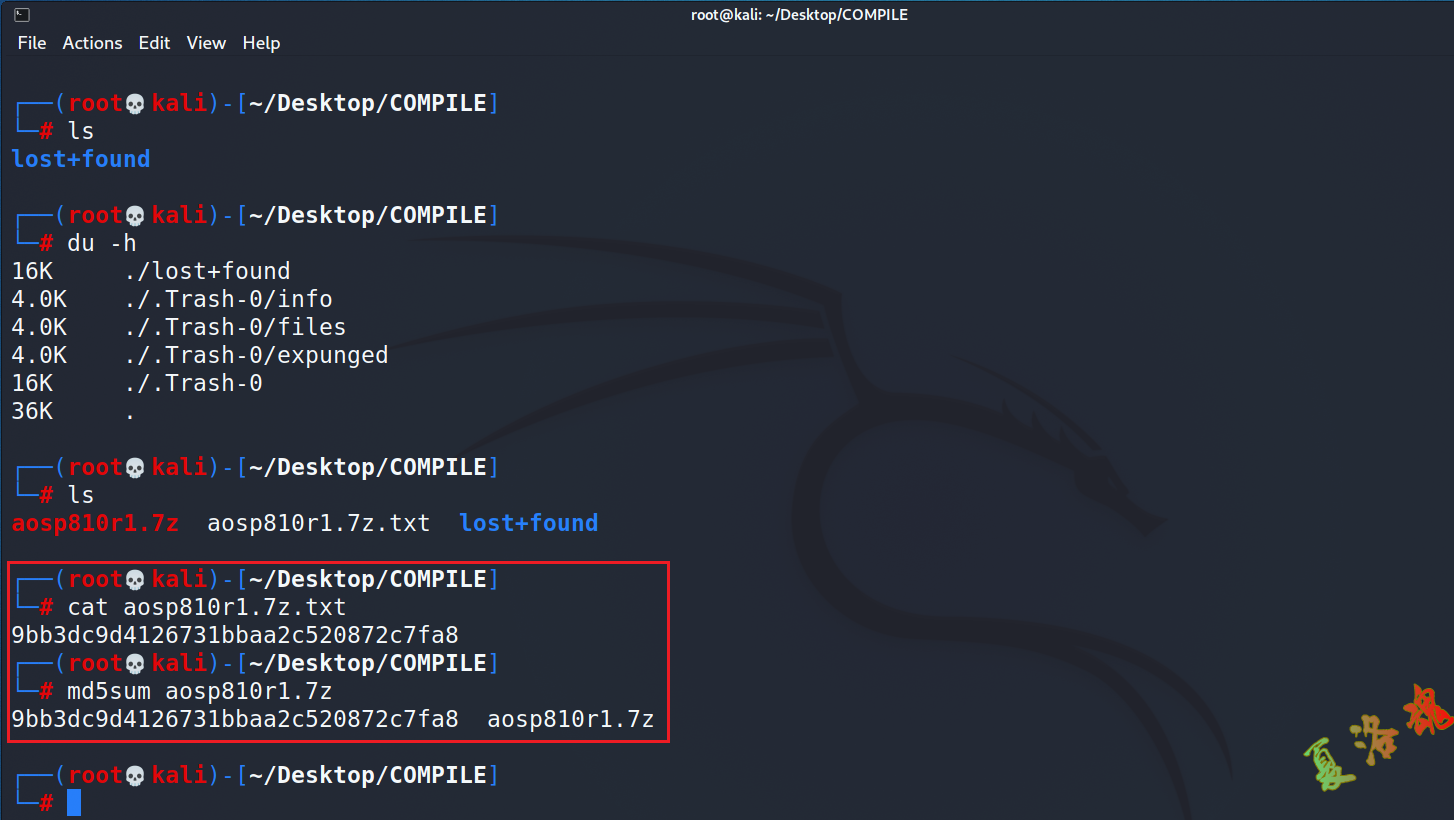 root@kali: ~/Desktop/COMPILE
File Actions Edit View Help
┌──(root💀kali)-[~/Desktop/COMPILE]
└─# ls
lost+found
┌──(root💀kali)-[~/Desktop/COMPILE]
└─# du -h
16K ./lost+found
4.0K ./.Trash-0/info
4.0K ./.Trash-0/files
4.0K ./.Trash-0/expunged
16K ./.Trash-0
36K .
┌──(root💀kali)-[~/Desktop/COMPILE]
└─# ls
aosp810r1.7z aosp810r1.7z.txt lost+found
┌──(root💀kali)-[~/Desktop/COMPILE]
└─# cat aosp810r1.7z.txt
9bb3dc9d4126731bbaa2c520872c7fa8
┌──(root💀kali)-[~/Desktop/COMPILE]
└─# md5sum aosp810r1.7z
9bb3dc9d4126731bbaa2c520872c7fa8 aosp810r1.7z
┌──(root💀kali)-[~/Desktop/COMPILE]
└─#